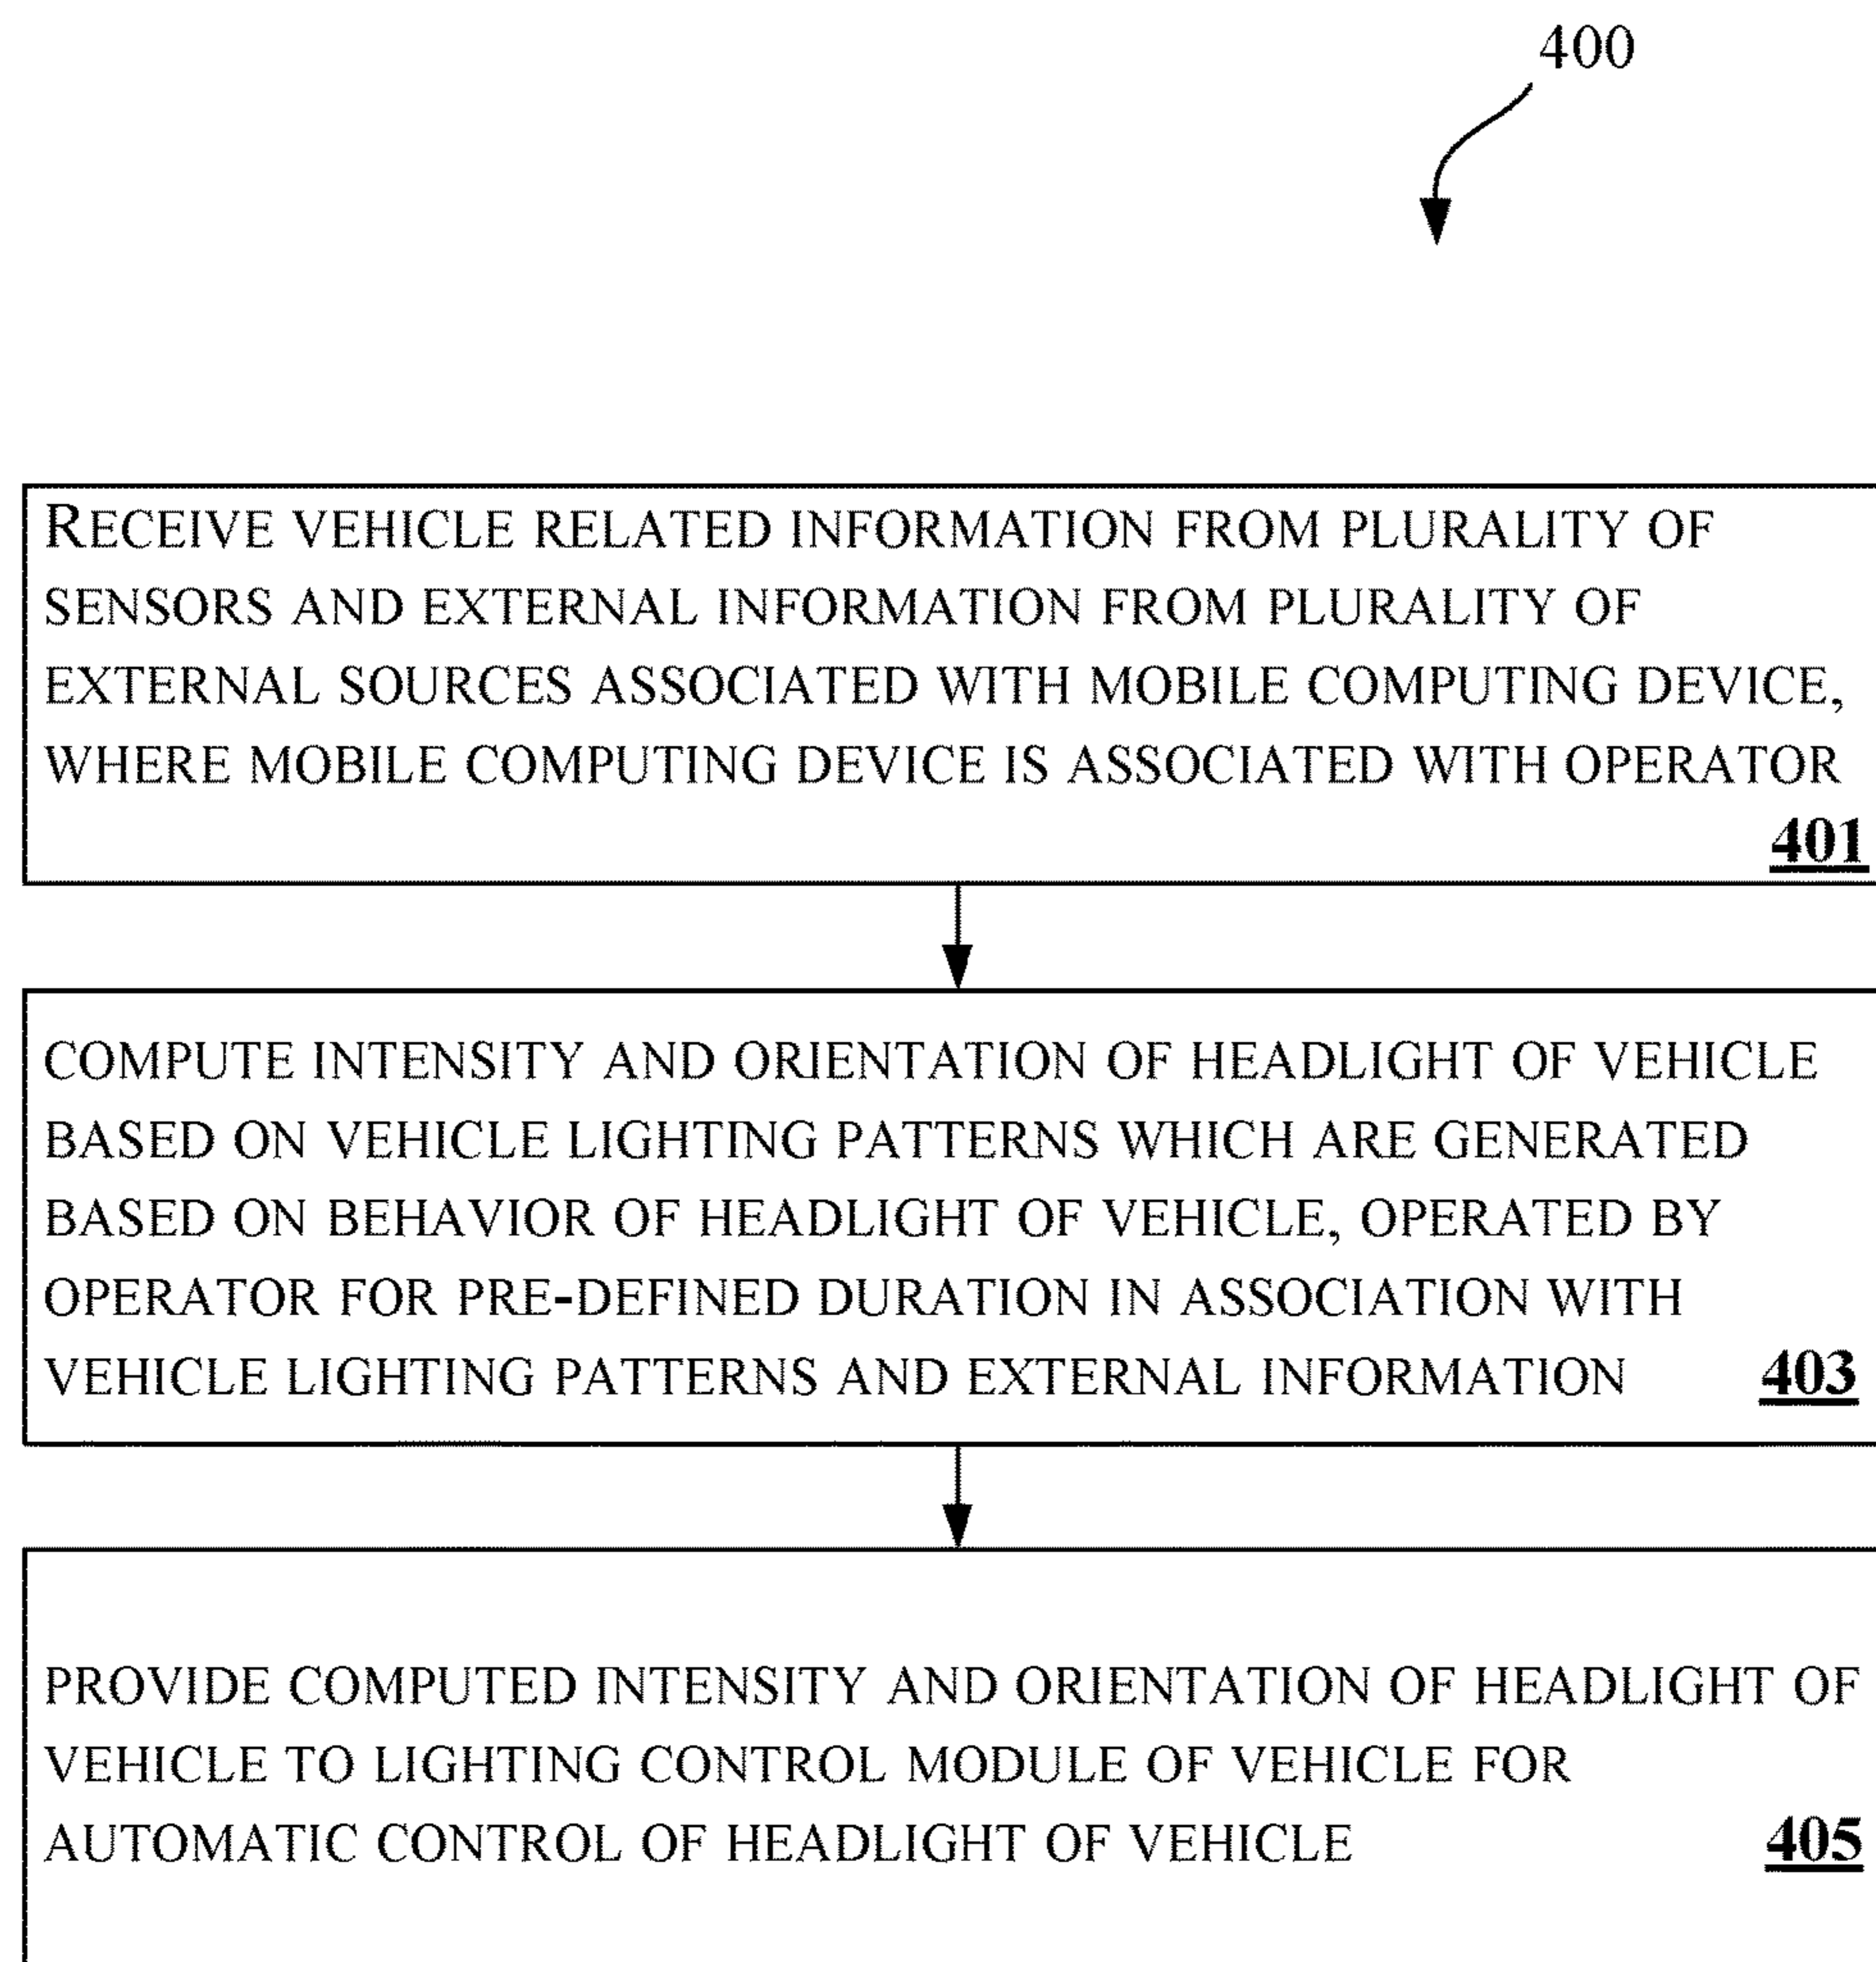 400
RECEIVE VEHICLE RELATED INFORMATION FROM PLURALITY OF
SENSORS AND EXTERNAL INFORMATION FROM PLURALITY OF
EXTERNAL SOURCES ASSOCIATED WITH MOBILE COMPUTING DEVICE,
WHERE MOBILE COMPUTING DEVICE IS ASSOCIATED WITH OPERATOR
401
COMPUTE INTENSITY AND ORIENTATION OF HEADLIGHT OF VEHICLE
BASED ON VEHICLE LIGHTING PATTERNS WHICH ARE GENERATED
BASED ON BEHAVIOR OF HEADLIGHT OF VEHICLE, OPERATED BY
OPERATOR FOR PRE-DEFINED DURATION IN ASSOCIATION WITH
VEHICLE LIGHTING PATTERNS AND EXTERNAL INFORMATION 403
PROVIDE COMPUTED INTENSITY AND ORIENTATION OF HEADLIGHT OF
VEHICLE TO LIGHTING CONTROL MODULE OF VEHICLE FOR
AUTOMATIC CONTROL OF HEADLIGHT OF VEHICLE 405